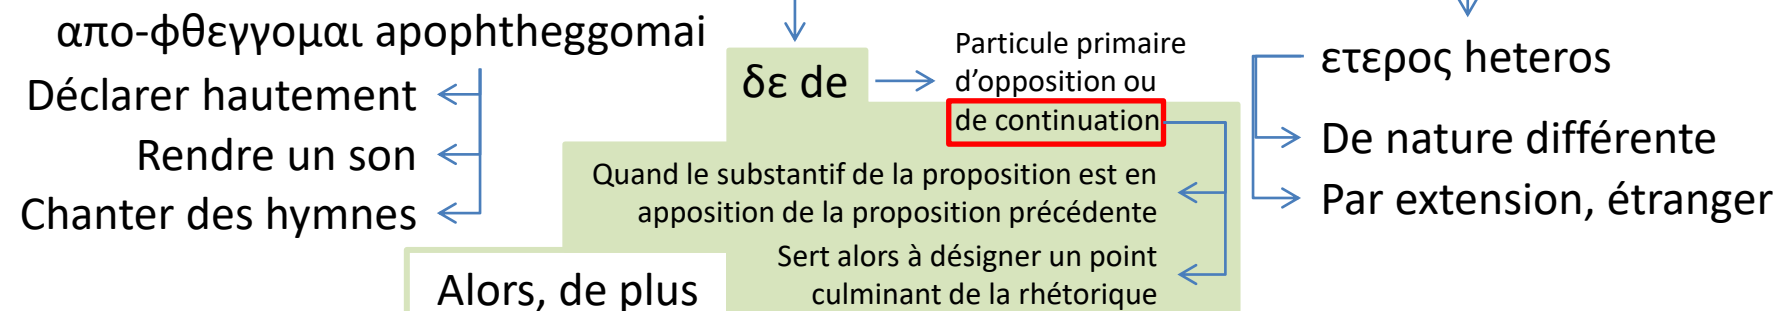 απο-φθεγγομαι apophtheggomai
Déclarer hautement
Rendre un son
Chanter des hymnes
δε de
Particule primaire
d’opposition ou
de continuation
Quand le substantif de la proposition est en
apposition de la proposition précédente
Sert alors à désigner un point
culminant de la rhétorique
Alors, de plus
ετερος heteros
De nature différente
Par extension, étranger